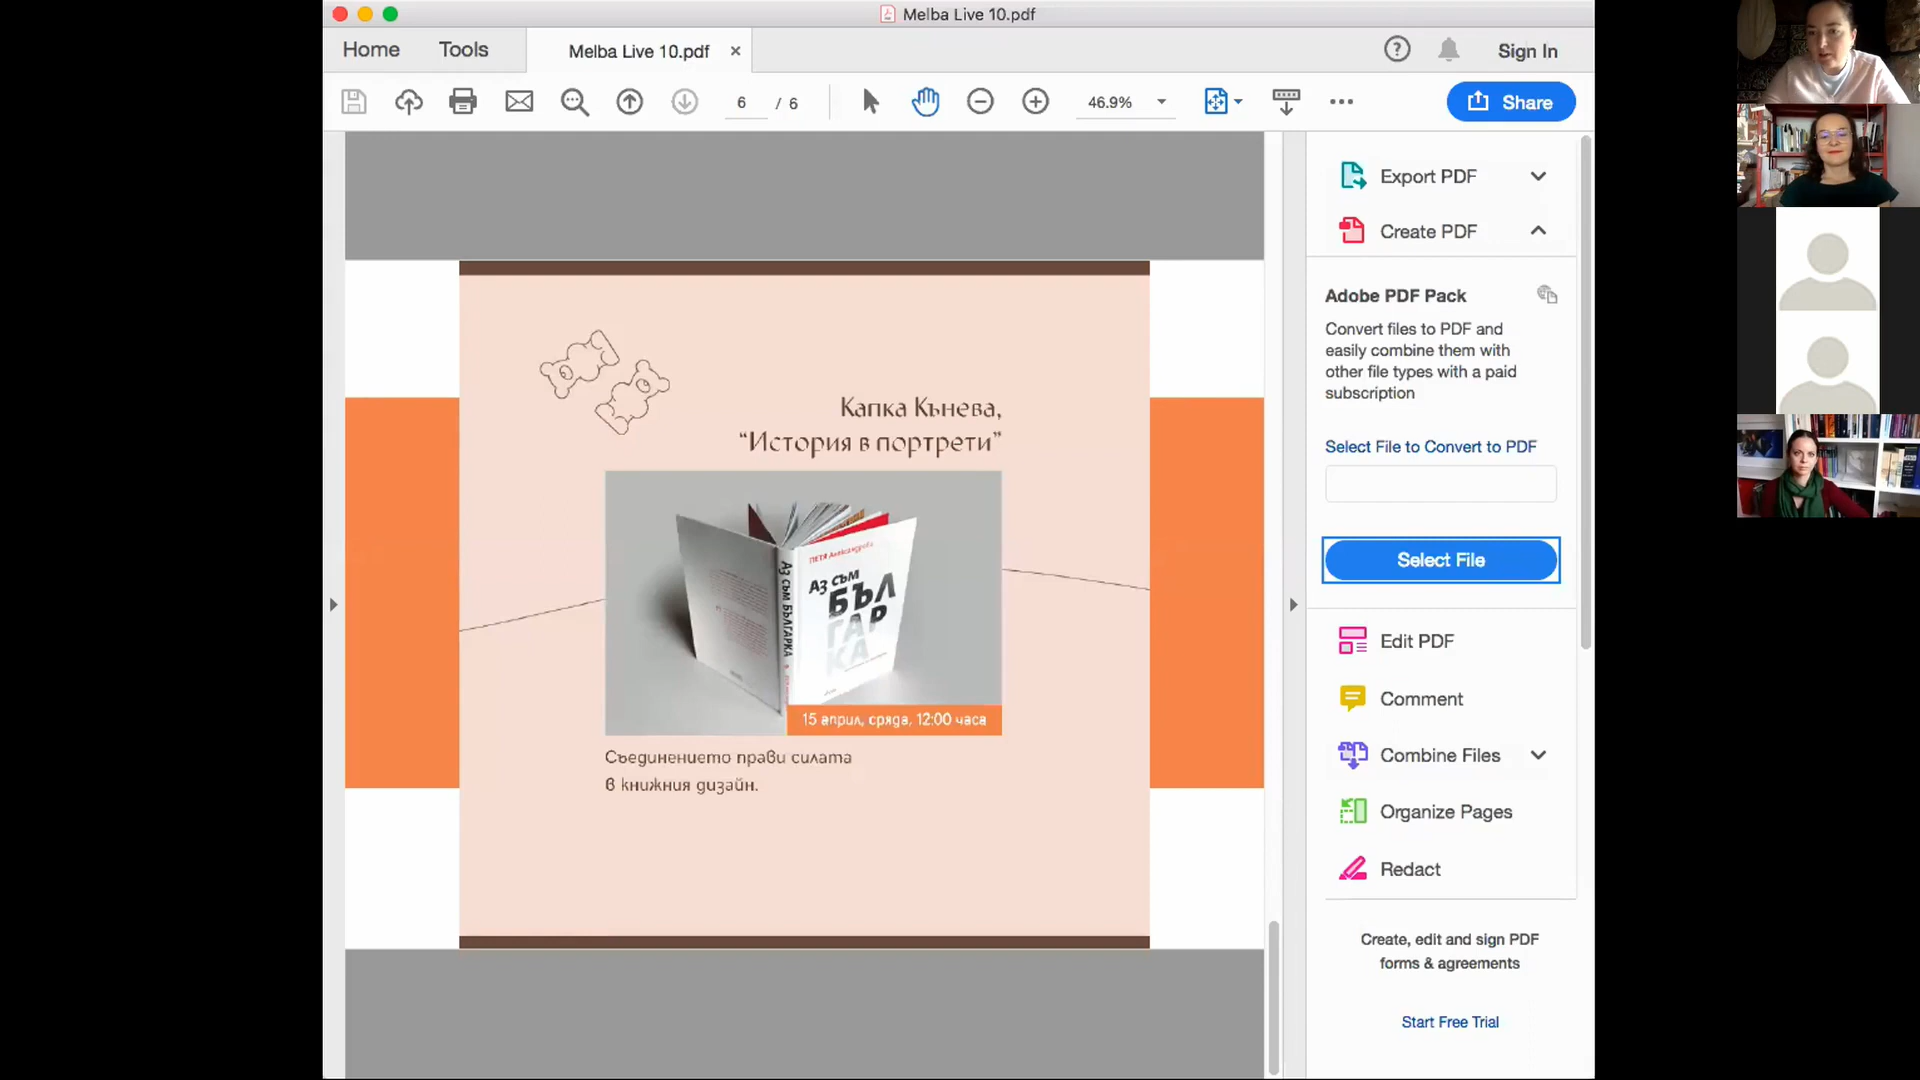 Melba Live 10.pdf
Home
Tools
Melba Live 10.pdf
Sign In
6 / 6
46.9%
Share
Export PDF
Create PDF
Adobe PDF Pack
Convert files to PDF and
easily combine them with
other file types with a paid
subscription
Select File to Convert to PDF
Select File
Edit PDF
Comment
Combine Files
Organize Pages
Redact
Create, edit and sign PDF
forms & agreements
Start Free Trial
Капка Кънева,
“История в портрети”
Аз съм БЪЛГАРКА
ПЕТЯ Александрова
Аз съм
БЪЛ
ГАР
КА
15 април, сряда, 12:00 часа
Съединението прави силата
в книжния дизайн.